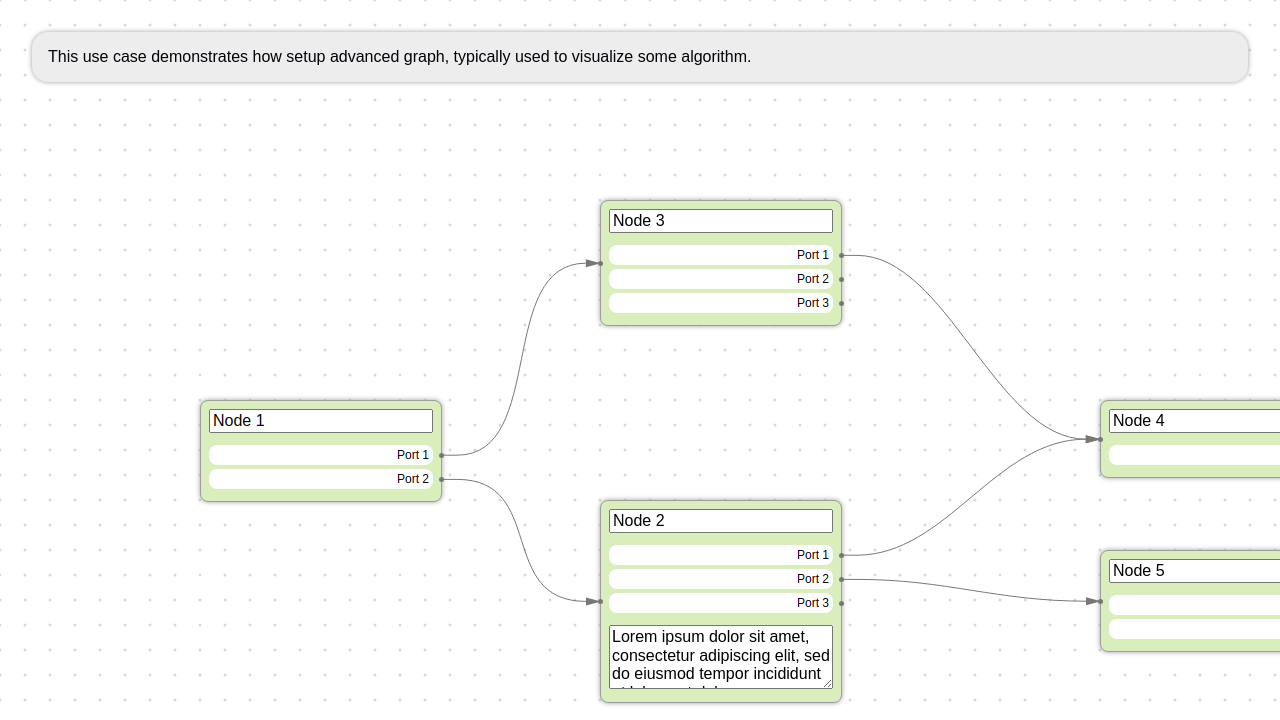 This use case demonstrates how setup advanced graph, typically used to visualize some algorithm.
Node 3
Port 1
Port 2
Port 3
Node 1
Port 1
Port 2
Node 4
Node 2
Port 1
Port 2
Port 3
Lorem ipsum dolor sit amet,
consectetur adipiscing elit, sed
do eiusmod tempor incididunt
Node 5